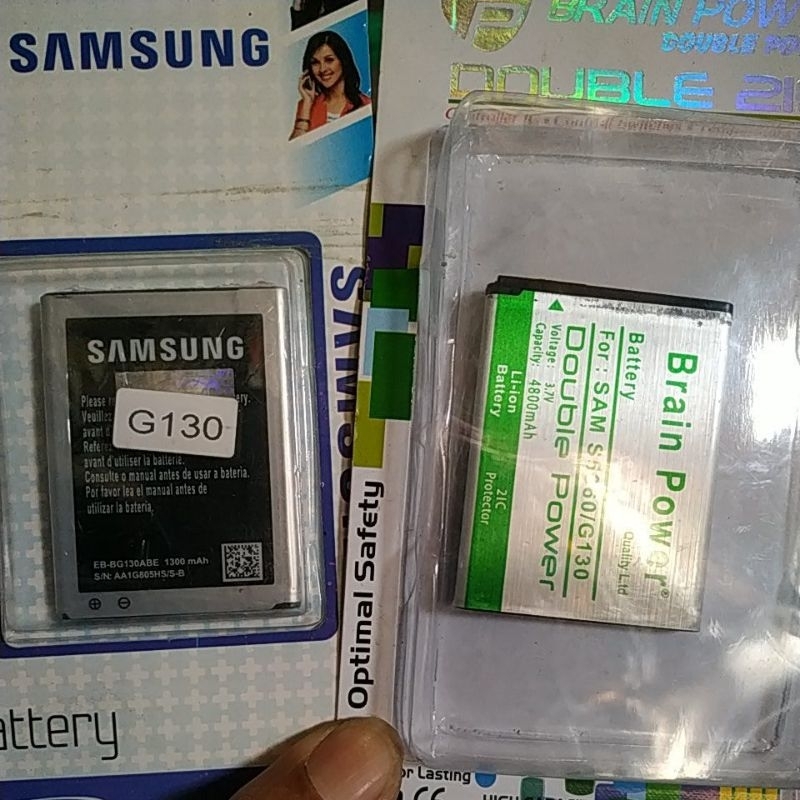 SAMSUNG
SAMSUNG
Please
G130
Veuillez
avant d'utiliser la batterie.
Consulte o manual antes de usar a bateria.
Por favor lea el manual antes de
utilizar la batería.
EB-BG130ABE 1300 mAh
S/N: AA1G805HS/S-B
attery
Optimal Safety
BRAIN POW
DOUBLE PO
DOUBLE 2I
Brain Power®
Quality Ltd
Battery
For: SAM
/G130
Double Power
Voltage: 3.7V
Capacity: 4800mAh
Li-ion
Battery
2IC
Protector
or Lasting
HIGH CAPACITY